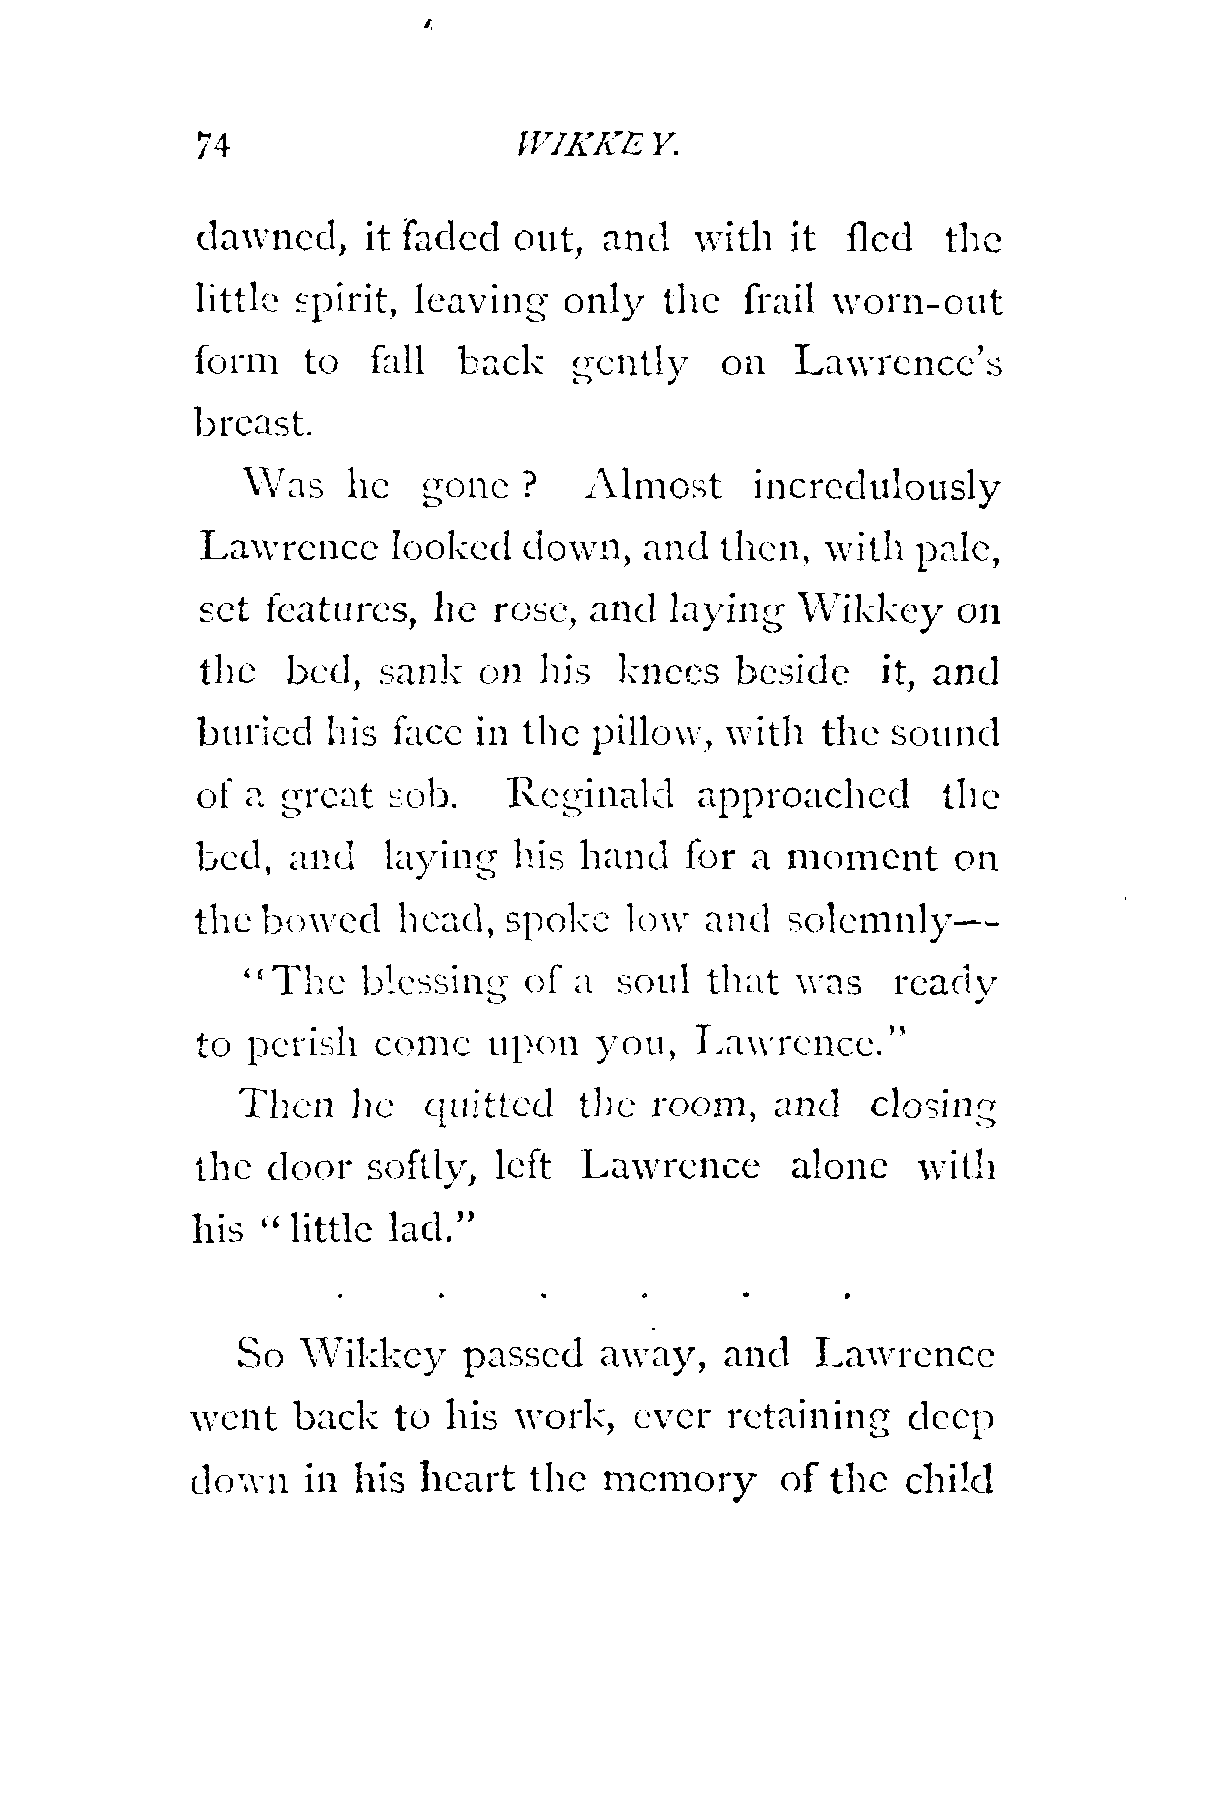 74 WIKKEY.
dawned, it faded out, and with it fled the
little spirit, leaving only the frail worn-out
form to fall back gently on Lawrence's
breast.
Was he gone ? Almost incredulously
Lawrence looked down, and then, with pale,
set features, he rose, and laying Wikkey on
the bed, sank on his knees beside it, and
buried his face in the pillow, with the sound
of a great sob. Reginald approached the
bed, and laying his hand for a moment on
the bowed head, spoke low and solemnly--
"The blessing of a soul that was ready
to perish come upon you, Lawrence."
Then he quitted the room, and closing
the door softly, left Lawrence alone with
his "little lad."
. . . . . .
So Wikkey passed away, and Lawrence
went back to his work, ever retaining deep
down in his heart the memory of the child